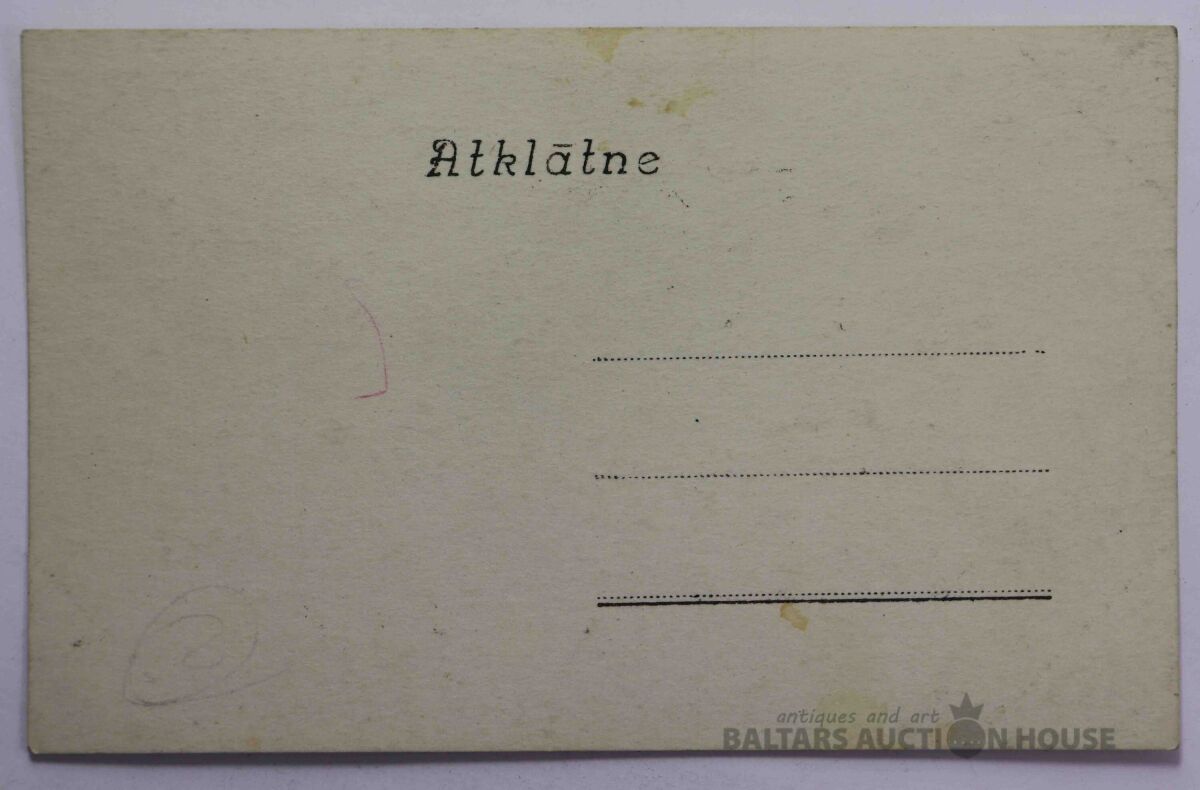 Atklātne
antiques and art
BALTARS AUCTION HOUSE